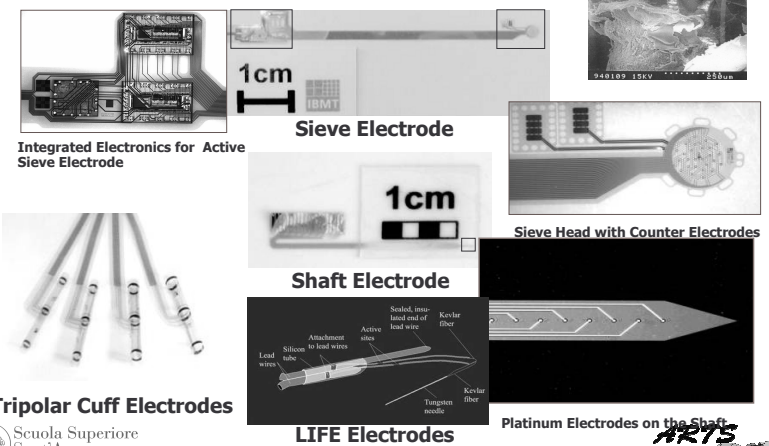 940109 15KV 250um
1cm
IBMT
Sieve Electrode
Integrated Electronics for Active
Sieve Electrode
1cm
Sieve Head with Counter Electrodes
Shaft Electrode
Sealed, insu-
lated end of
lead wire
Kevlar
fiber
Attachment
to lead wires
Active
sites
Silicon
tube
Lead
wires
Kevlar
fiber
Tungsten
needle
Tripolar Cuff Electrodes
LIFE Electrodes
Platinum Electrodes on the Shaft
Scuola Superiore
ARTS